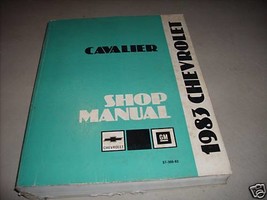 CAVALIER
SHOP
MANUAL
CHEVROLET
GM
1983 CHEVROLET